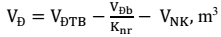 V_Đ = V_ĐTB − V_Đb / K_nr − V_NK, m³